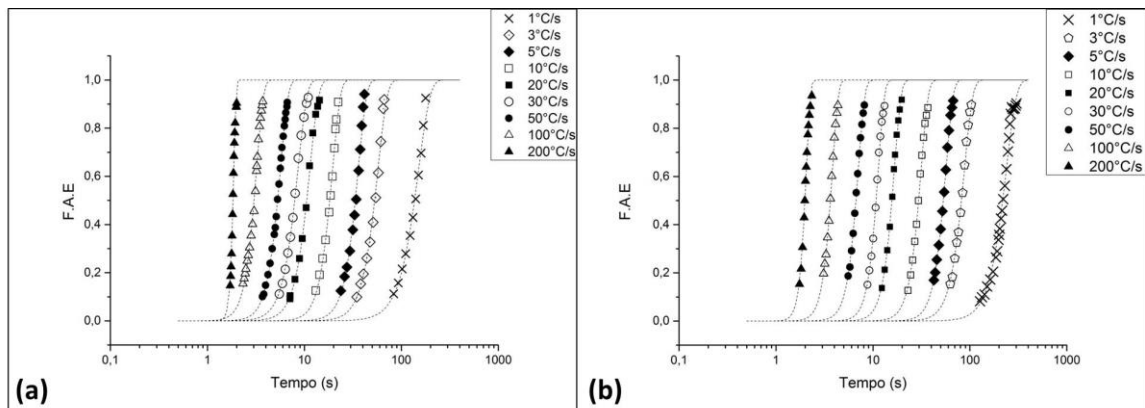 1°C/s
3°C/s
5°C/s
10°C/s
20°C/s
30°C/s
50°C/s
100°C/s
200°C/s
1,0
0,8
0,6
0,4
0,2
0,0
F.A.E
0,1
1
10
100
1000
Tempo (s)
(a)
1°C/s
3°C/s
5°C/s
10°C/s
20°C/s
30°C/s
50°C/s
100°C/s
200°C/s
1,0
0,8
0,6
0,4
0,2
0,0
F.A.E
0,1
1
10
100
1000
Tempo (s)
(b)